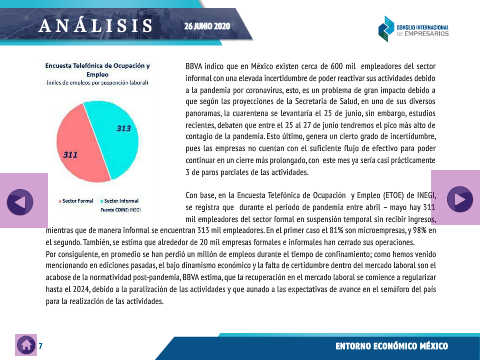 ANÁLISIS
26 JUNIO 2020
CONSEJO INTERNACIONAL
DE EMPRESARIOS
Encuesta Telefónica de Ocupación y
Empleo
(miles de empleos por suspención laboral)
313
311
Sector Formal Sector Informal
Fuente COINCI INEGI
BBVA indico que en México existen cerca de 600 mil empleadores del sector
informal con una elevada incertidumbre de poder reactivar sus actividades debido
a la pandemia por coronavirus, esto, es un problema de gran impacto debido a
que según las proyecciones de la Secretaria de Salud, en uno de sus diversos
panoramas, la cuarentena se levantaría el 25 de junio, sin embargo, estudios
recientes, debaten que entre el 25 al 27 de junio tendremos el pico más alto de
contagio de la pandemia. Esto último, genera un cierto grado de incertidumbre,
pues las empresas no cuentan con el suficiente flujo de efectivo para poder
continuar en un cierre más prolongado, con este mes ya sería casi prácticamente
3 de paros parciales de las actividades.
Con base, en la Encuesta Telefónica de Ocupación y Empleo (ETOE) de INEGI,
se registra que durante el periodo de pandemia entre abril – mayo hay 311
mil empleadores del sector formal en suspensión temporal sin recibir ingresos,
mientras que de manera informal se encuentran 313 mil empleadores. En el primer caso el 81% son microempresas, y 98% en
el segundo. También, se estima que alrededor de 20 mil empresas formales e informales han cerrado sus operaciones.
Por consiguiente, en promedio se han perdió un millón de empleos durante el tiempo de confinamiento; como hemos venido
mencionando en ediciones pasadas, el bajo dinamismo económico y la falta de certidumbre dentro del mercado laboral son el
acabose de la normatividad post-pandemia, BBVA estima, que la recuperación en el mercado laboral se comience a regularizar
hasta el 2024, debido a la paralización de las actividades y que aunado a las expectativas de avance en el semáforo del país
para la realización de las actividades.
7
ENTORNO ECONÓMICO MÉXICO